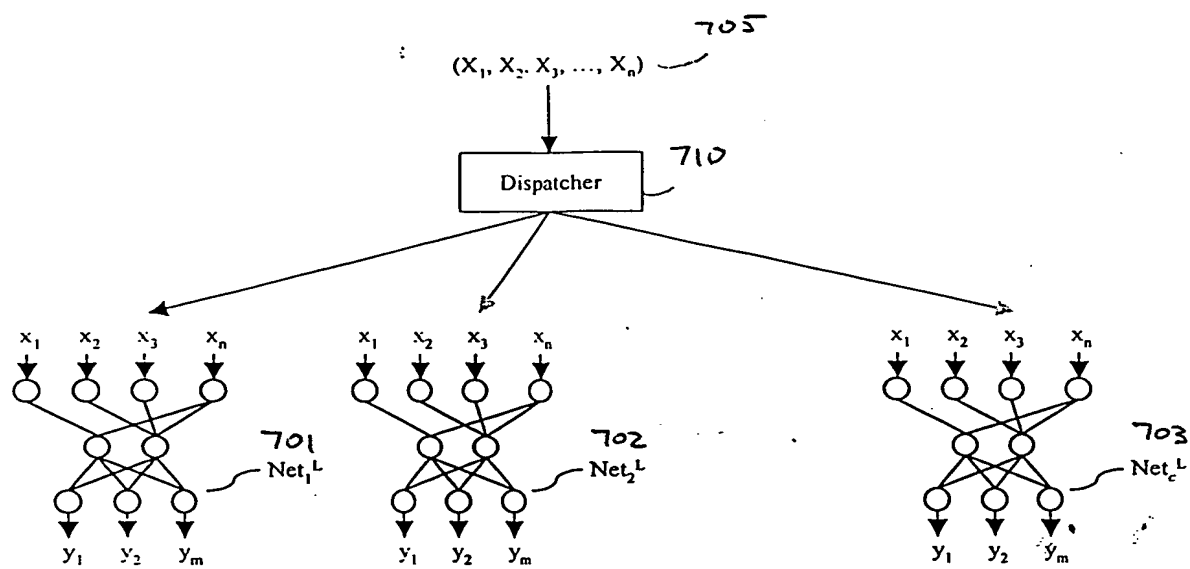 705
(X₁, X₂. X₃, ..., Xₙ)
710
Dispatcher
x₁ x₂ x₃ xₙ
x₁ x₂ x₃ xₙ
x₁ x₂ x₃ xₙ
701
Net₁ᴸ
702
Net₂ᴸ
703
Net_c^L
y₁ y₂ yₘ
y₁ y₂ yₘ
y₁ y₂ yₘ